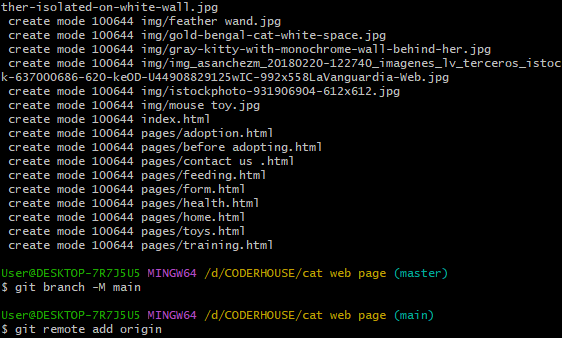 ther-isolated-on-white-wall.jpg
create mode 100644 img/feather wand.jpg
create mode 100644 img/gold-bengal-cat-white-space.jpg
create mode 100644 img/gray-kitty-with-monochrome-wall-behind-her.jpg
create mode 100644 img/img_asanchezm_20180220-122740_imagenes_lv_terceros_istoc
k-637000686-620-keOD-U44908829125wIC-992x558LaVanguardia-Web.jpg
create mode 100644 img/istockphoto-931906904-612x612.jpg
create mode 100644 img/mouse toy.jpg
create mode 100644 index.html
create mode 100644 pages/adoption.html
create mode 100644 pages/before adopting.html
create mode 100644 pages/contact us .html
create mode 100644 pages/feeding.html
create mode 100644 pages/form.html
create mode 100644 pages/health.html
create mode 100644 pages/home.html
create mode 100644 pages/toys.html
create mode 100644 pages/training.html
User@DESKTOP-7R7J5U5 MINGW64 /d/CODERHOUSE/cat web page (master)
$ git branch -M main
User@DESKTOP-7R7J5U5 MINGW64 /d/CODERHOUSE/cat web page (main)
$ git remote add origin